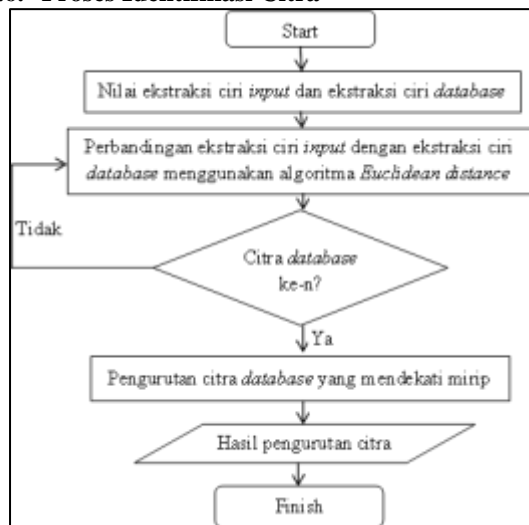 Proses Identifikasi Citra
Start
Nilai ekstraksi ciri input dan ekstraksi ciri database
Perbandingan ekstraksi ciri input dengan ekstraksi ciri
database menggunakan algoritma Euclidean distance
Tidak
Citra database
ke-n?
Ya
Pengurutan citra database yang mendekati mirip
Hasil pengurutan citra
Finish